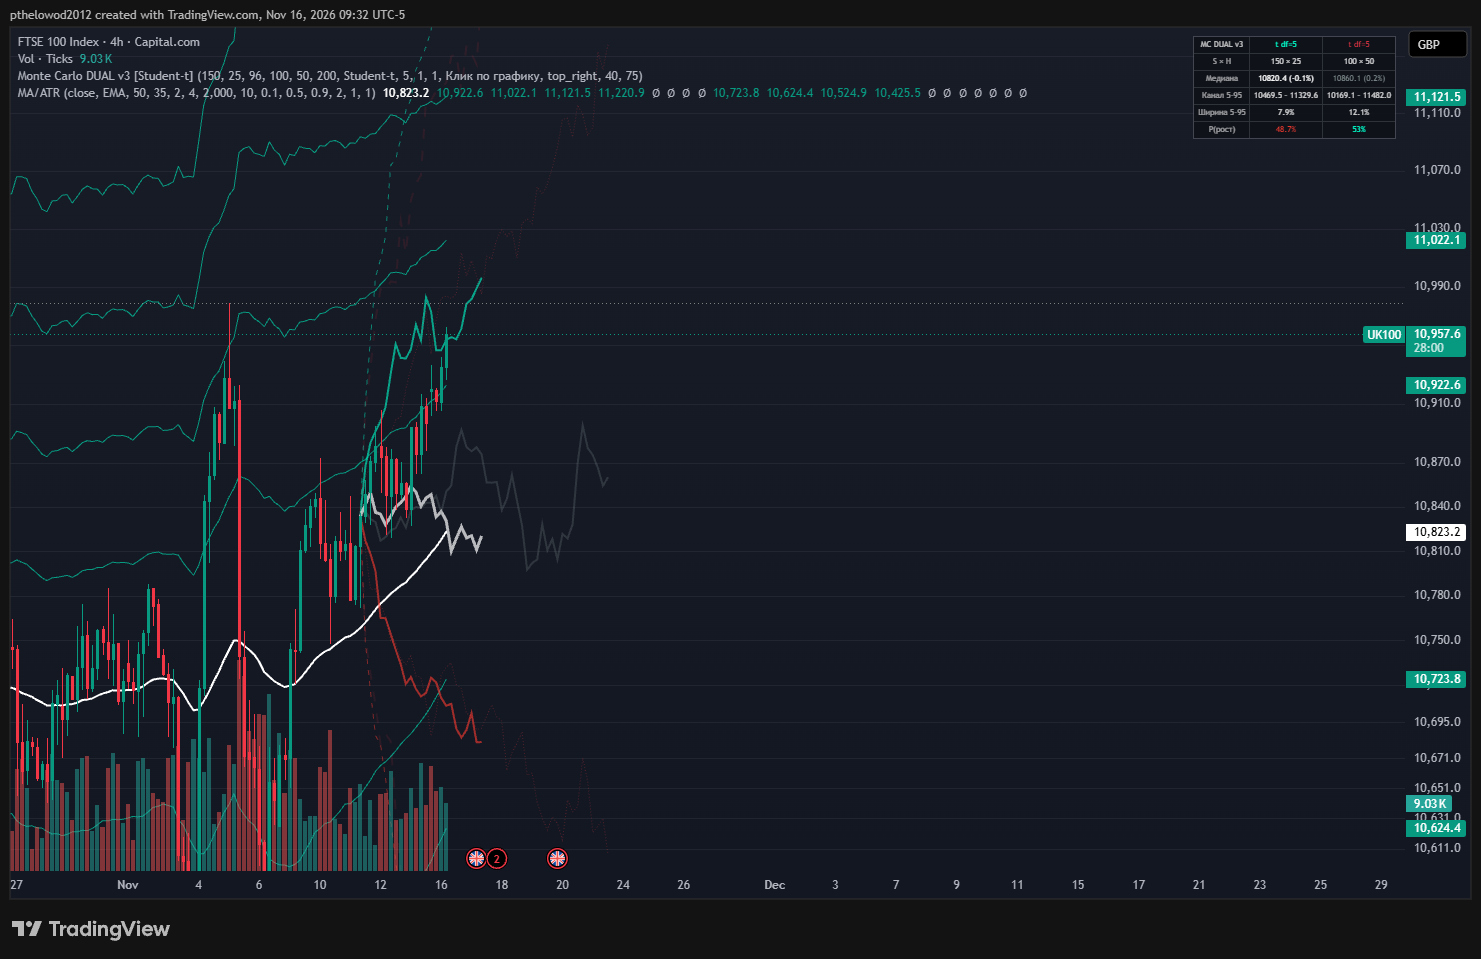 pthelowod2012 created with TradingView.com, Nov 16, 2026 09:32 UTC-5
FTSE 100 Index · 4h · Capital.com
Vol · Ticks 9.03 K
Monte Carlo DUAL v3 [Student-t] (150, 25, 96, 100, 50, 200, Student-t, 5, 1, 1, Клик по графику, top_right, 40, 75)
MA/ATR (close, EMA, 50, 35, 2, 4, 2,000, 10, 0.1, 0.5, 0.9, 2, 1, 1) 10,823.2 10,922.6 11,022.1 11,121.5 11,220.9 Ø Ø Ø Ø 10,723.8 10,624.4 10,524.9 10,425.5 Ø Ø Ø Ø Ø Ø Ø
MC DUAL v3 t df=5 t df=5
S × H 150 × 25 100 × 50
Медиана 10820.4 (-0.1%) 10860.1 (0.2%)
Канал 5-95 10469.5 - 11329.6 10169.1 - 11482.0
Ширина 5-95 7.9% 12.1%
P(рост) 48.7% 53%
GBP
11,121.5
11,110.0
11,070.0
11,030.0
11,022.1
10,990.0
UK100 10,957.6
28:00
10,922.6
10,910.0
10,870.0
10,840.0
10,823.2
10,810.0
10,780.0
10,750.0
10,723.8
10,695.0
10,671.0
10,651.0
9.03 K
10,631.0
10,624.4
10,611.0
2
27 Nov 4 6 10 12 16 18 20 24 26 Dec 3 7 9 11 15 17 21 23 25 29
TradingView